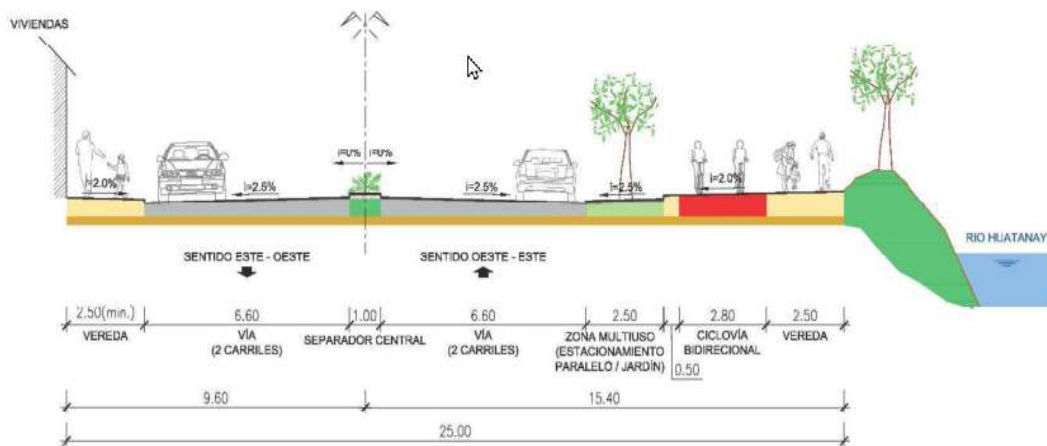 VIVIENDAS
i=0% i=0%
i=2.0%
i=2.5%
i=2.5%
i=2.5%
i=2.0%
RIO HUATANAY
SENTIDO ESTE - OESTE
SENTIDO OESTE - ESTE
2.50(min.)
6.60
1.00
6.60
2.50
2.80
2.50
VEREDA
VÍA
(2 CARRILES)
SEPARADOR CENTRAL
VÍA
(2 CARRILES)
ZONA MULTIUSO
(ESTACIONAMIENTO
PARALELO / JARDÍN)
0.50
CICLOVÍA
BIDIRECIONAL
VEREDA
9.60
15.40
25.00